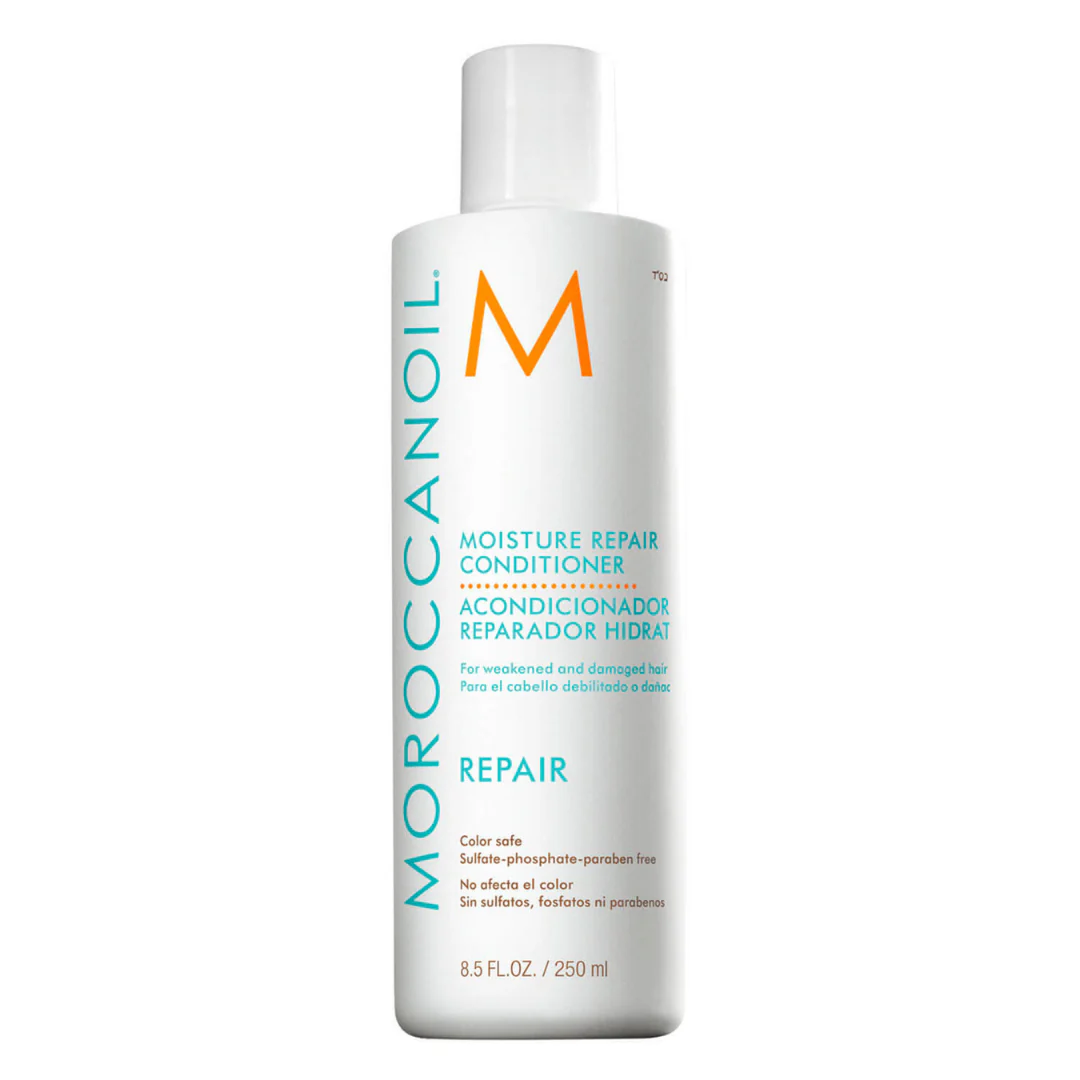 MOROCCANOIL®
M
בס"ד
MOISTURE REPAIR
CONDITIONER
ACONDICIONADOR
REPARADOR HIDRAT
For weakened and damaged hair
Para el cabello debilitado o dañad
REPAIR
Color safe
Sulfate-phosphate-paraben free
No afecta el color
Sin sulfatos, fosfatos ni parabenos
8.5 FL.OZ. / 250 ml